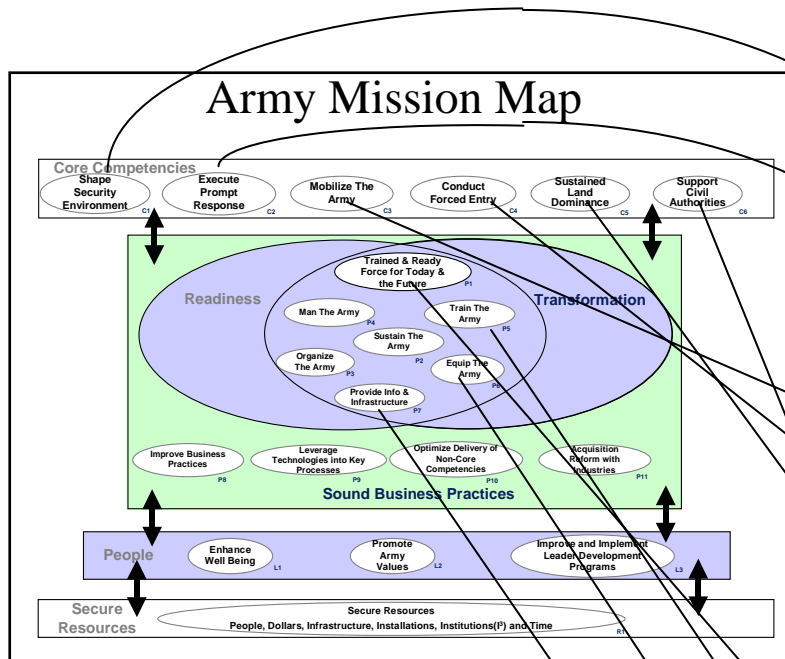 Army Mission Map
Core Competencies
Shape
Security
Environment
C1
Execute
Prompt
Response
C2
Mobilize The
Army
C3
Conduct
Forced Entry
C4
Sustained
Land
Dominance
C5
Support
Civil
Authorities
C6
Readiness
Transformation
Trained & Ready
Force for Today &
the Future
P1
Man The Army
P4
Train The
Army
P5
Sustain The
Army
P2
Organize
The Army
P3
Equip The
Army
P6
Provide Info &
Infrastructure
P7
Improve Business
Practices
P8
Leverage
Technologies into Key
Processes
P9
Optimize Delivery of
Non-Core
Competencies
P10
Acquisition
Reform with
Industries
P11
Sound Business Practices
People
Enhance
Well Being
L1
Promote
Army
Values
L2
Improve and Implement
Leader Development
Programs
L3
Secure
Resources
Secure Resources
People, Dollars, Infrastructure, Installations, Institutions(I³) and Time
R1